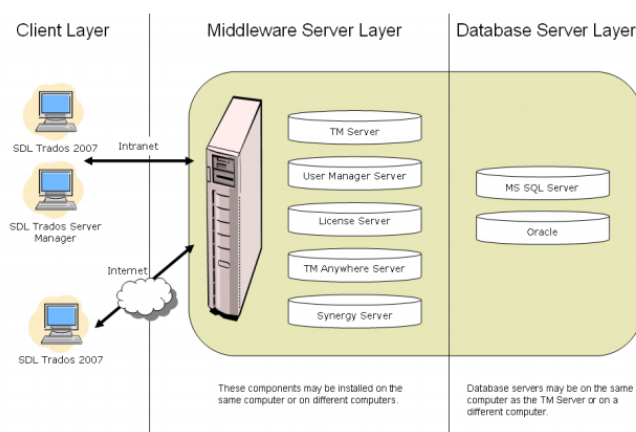 Client Layer
Middleware Server Layer
Database Server Layer
SDL Trados 2007
Intranet
SDL Trados Server
Manager
Internet
SDL Trados 2007
TM Server
User Manager Server
License Server
TM Anywhere Server
Synergy Server
MS SQL Server
Oracle
These components may be installed on the
same computer or on different computers.
Database servers may be on the same
computer as the TM Server or on a
different computer.